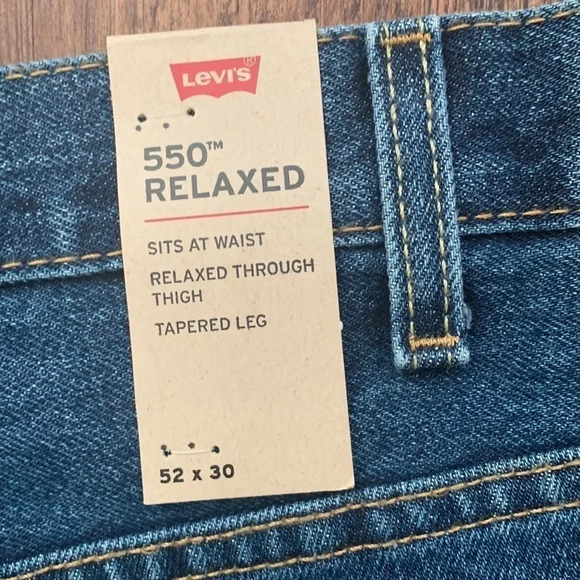 Levi's®
550™
RELAXED
SITS AT WAIST
RELAXED THROUGH
THIGH
TAPERED LEG
52 x 30